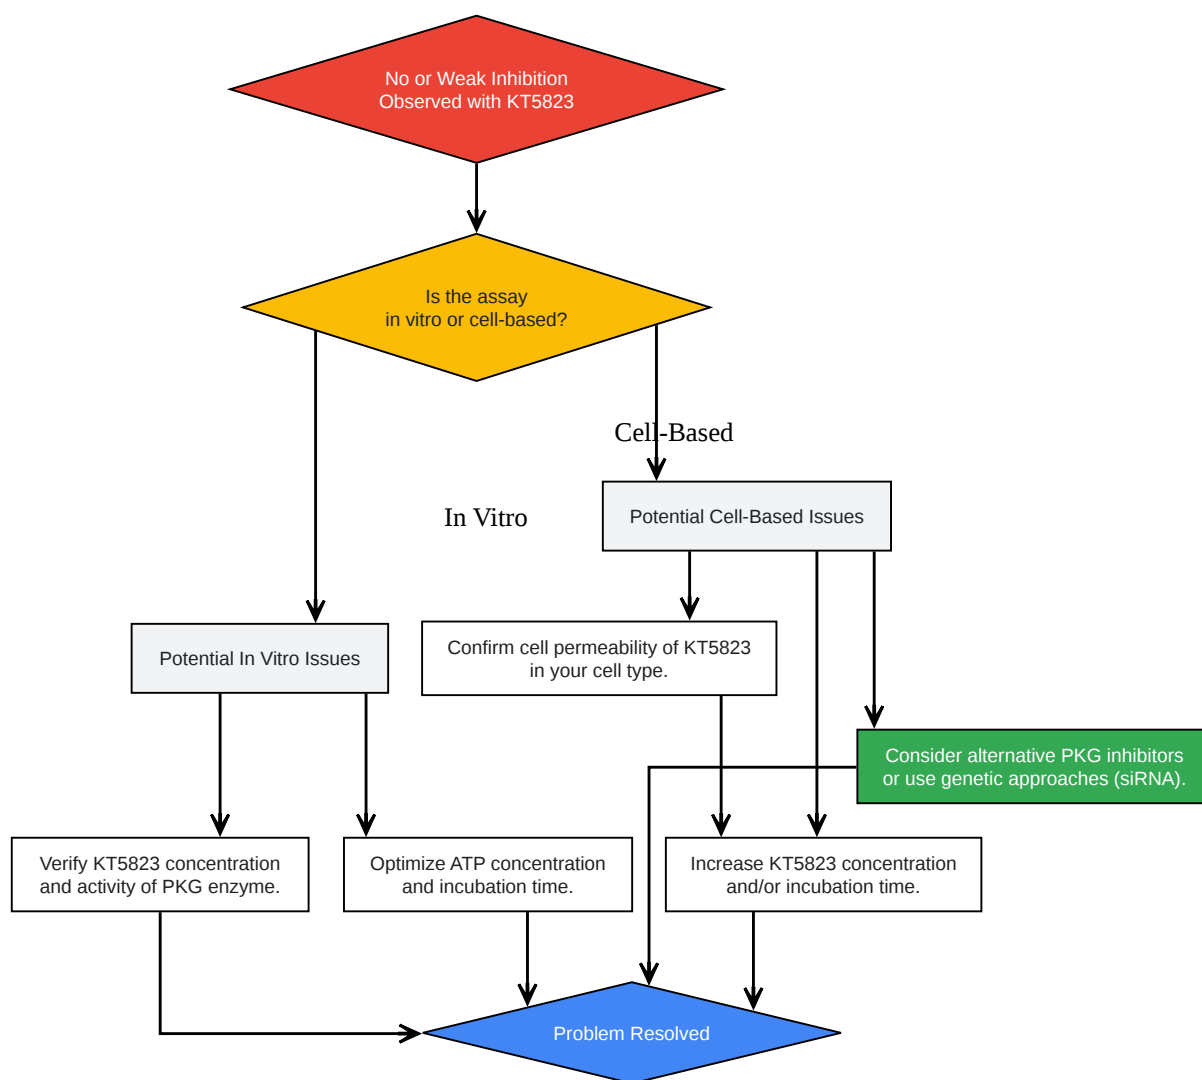 No or Weak Inhibition
Observed with KT5823
Is the assay
in vitro or cell-based?
Cell-Based
In Vitro
Potential Cell-Based Issues
Potential In Vitro Issues
Confirm cell permeability of KT5823
in your cell type.
Consider alternative PKG inhibitors
or use genetic approaches (siRNA).
Verify KT5823 concentration
and activity of PKG enzyme.
Optimize ATP concentration
and incubation time.
Increase KT5823 concentration
and/or incubation time.
Problem Resolved